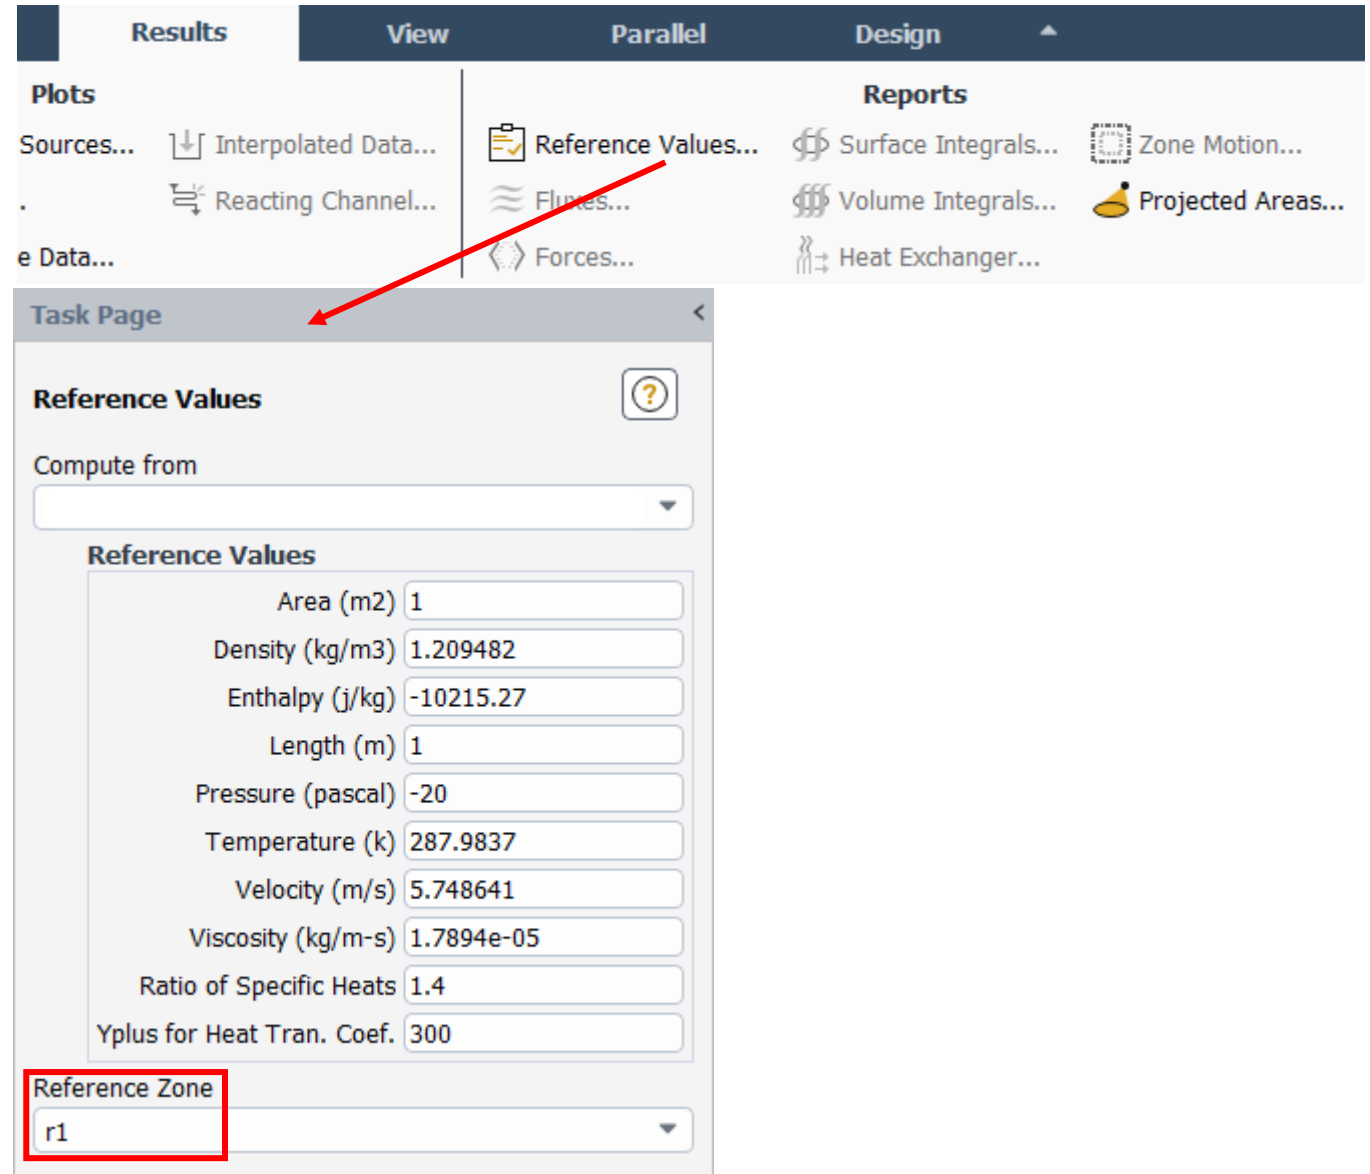 Results View Parallel Design
Plots
Reports
Sources... Interpolated Data... Reference Values... Surface Integrals... Zone Motion...
. Reacting Channel... Fluxes... Volume Integrals... Projected Areas...
e Data... Forces... Heat Exchanger...
Task Page <
Reference Values ?
Compute from
Reference Values
Area (m2) 1
Density (kg/m3) 1.209482
Enthalpy (j/kg) -10215.27
Length (m) 1
Pressure (pascal) -20
Temperature (k) 287.9837
Velocity (m/s) 5.748641
Viscosity (kg/m-s) 1.7894e-05
Ratio of Specific Heats 1.4
Yplus for Heat Tran. Coef. 300
Reference Zone
r1